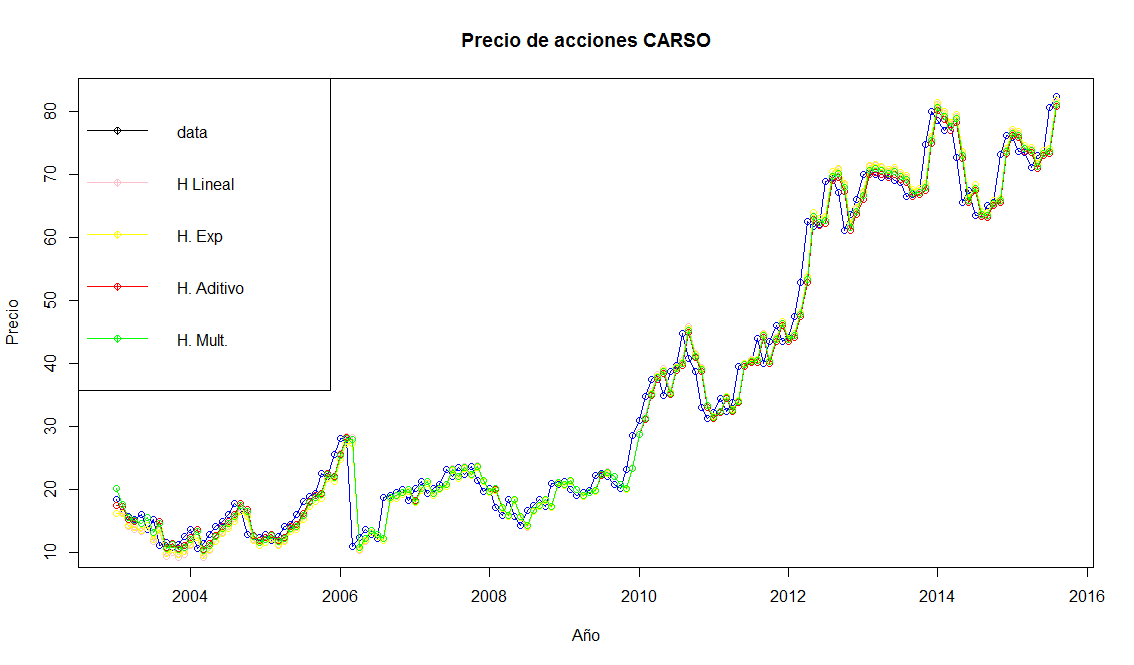 Precio de acciones CARSO
data
H Lineal
H. Exp
H. Aditivo
H. Mult.
Precio
80
70
60
50
40
30
20
10
2004 2006 2008 2010 2012 2014 2016
Año